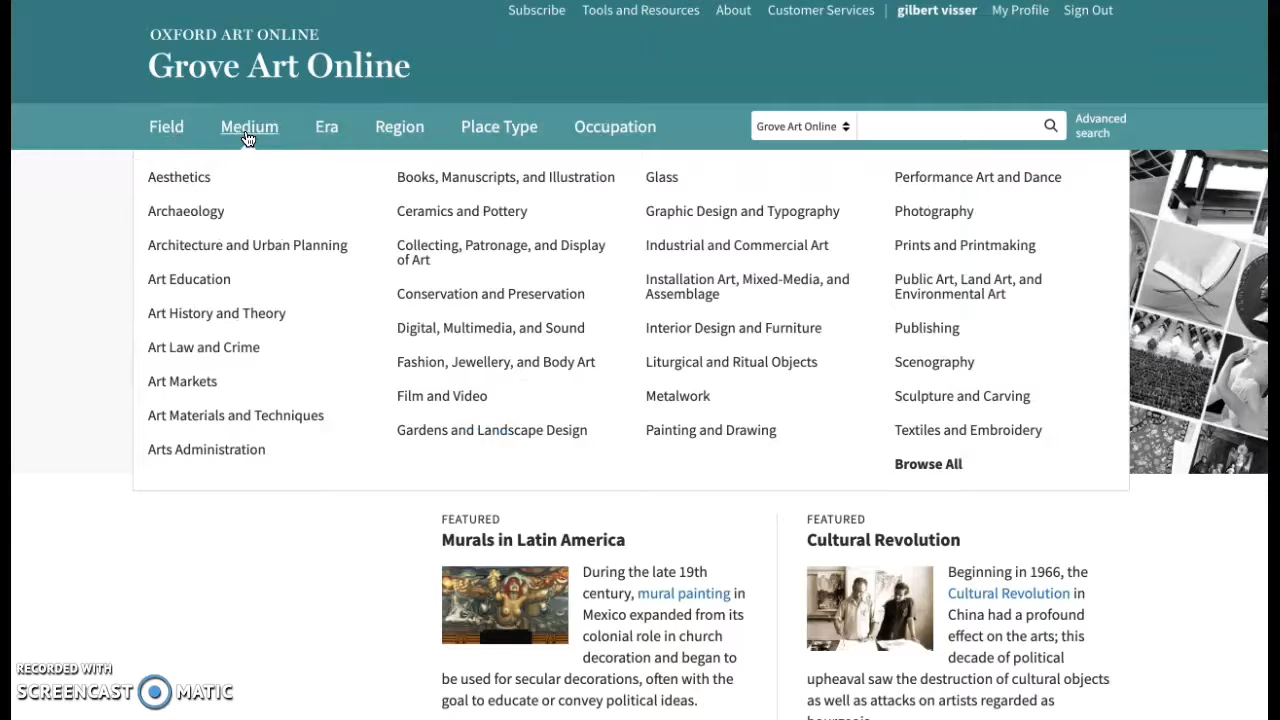 Subscribe Tools and Resources About Customer Services | gilbert visser My Profile Sign Out
OXFORD ART ONLINE
Grove Art Online
Field Medium Era Region Place Type Occupation
Grove Art Online
Advanced
search
Aesthetics
Archaeology
Architecture and Urban Planning
Art Education
Art History and Theory
Art Law and Crime
Art Markets
Art Materials and Techniques
Arts Administration
Books, Manuscripts, and Illustration
Ceramics and Pottery
Collecting, Patronage, and Display
of Art
Conservation and Preservation
Digital, Multimedia, and Sound
Fashion, Jewellery, and Body Art
Film and Video
Gardens and Landscape Design
Glass
Graphic Design and Typography
Industrial and Commercial Art
Installation Art, Mixed-Media, and
Assemblage
Interior Design and Furniture
Liturgical and Ritual Objects
Metalwork
Painting and Drawing
Performance Art and Dance
Photography
Prints and Printmaking
Public Art, Land Art, and
Environmental Art
Publishing
Scenography
Sculpture and Carving
Textiles and Embroidery
Browse All
FEATURED
Murals in Latin America
During the late 19th
century, mural painting in
Mexico expanded from its
colonial role in church
decoration and began to
be used for secular decorations, often with the
goal to educate or convey political ideas.
FEATURED
Cultural Revolution
Beginning in 1966, the
Cultural Revolution in
China had a profound
effect on the arts; this
decade of political
upheaval saw the destruction of cultural objects
as well as attacks on artists regarded as
RECORDED WITH
SCREENCAST MATIC